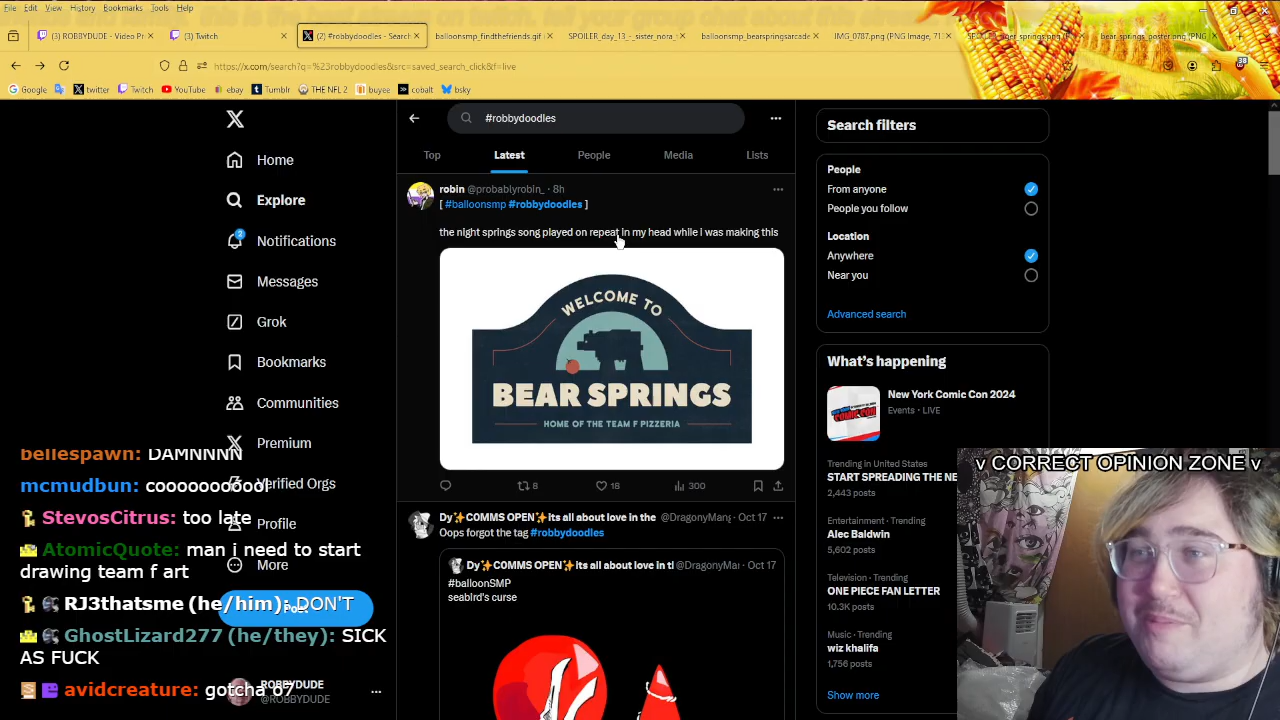 File Edit View History Bookmarks Tools Help
(3) ROBBYDUDE - Video Pr
(3) Twitch
(2) #robbydoodles - Search
balloonsmp_findthefriends.gif
SPOILER_day_13_-_sister_nora_
balloonsmp_bearspringsarcade
IMG_0787.png (PNG Image, 71
bear_springs_poster.png (PNG
https://x.com/search?q=%23robbydoodles&src=saved_search_click&f=live
38
Google
twitter
Twitch
YouTube
ebay
Tumblr
THE NFL 2
buyee
cobalt
bsky
Home
Explore
2
Notifications
Messages
Grok
Bookmarks
Communities
Premium
Verified Orgs
Profile
More
ROBBYDUDE
@ROBBYDUDE
#robbydoodles
Top
Latest
People
Media
Lists
robin @probablyrobin_ · 8h
[ #balloonsmp #robbydoodles ]
the night springs song played on repeat in my head while i was making this
WELCOME TO
BEAR SPRINGS
HOME OF THE TEAM F PIZZERIA
8
18
300
Dy✨COMMS OPEN✨its all about love in the @DragonyMang · Oct 17
Oops forgot the tag #robbydoodles
Dy✨COMMS OPEN✨its all about love in tl @DragonyMai · Oct 17
#balloonSMP
seabird's curse
Search filters
People
From anyone
People you follow
Location
Anywhere
Near you
Advanced search
What's happening
New York Comic Con 2024
Events · LIVE
Trending in United States
START SPREADING THE NE
2,443 posts
Entertainment · Trending
Alec Baldwin
5,602 posts
Television · Trending
ONE PIECE FAN LETTER
10.3K posts
Music · Trending
wiz khalifa
1,756 posts
Show more
bellespawn: DAMNNNN
mcmudbun: cooooooooool
StevosCitrus: too late
AtomicQuote: man i need to start
drawing team f art
RJ3thatsme (he/him): DON'T
GhostLizard277 (he/they): SICK
AS FUCK
avidcreature: gotcha 67
v CORRECT OPINION ZONE v